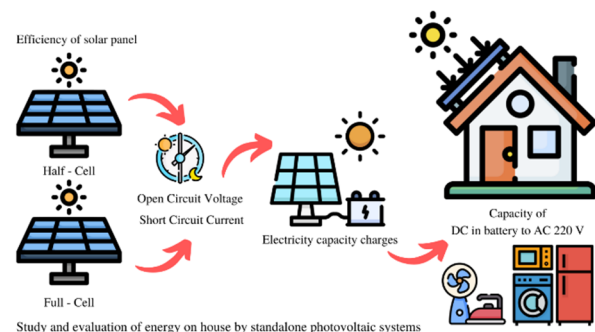 Efficiency of solar panel
Half - Cell
Open Circuit Voltage
Short Circuit Current
Full - Cell
Electricity capacity charges
Capacity of
DC in battery to AC 220 V
Study and evaluation of energy on house by standalone photovoltaic systems